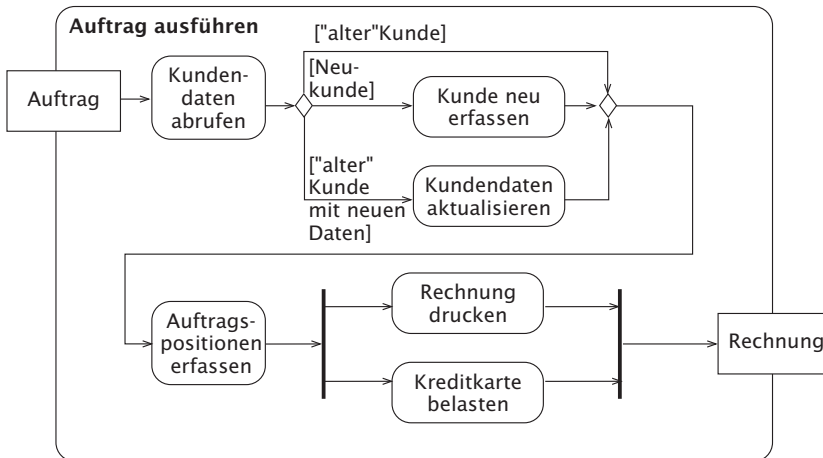 Auftrag ausführen
["alter"Kunde]
Auftrag
Kunden-
daten
abrufen
[Neu-
kunde]
Kunde neu
erfassen
["alter"
Kunde
mit neuen
Daten]
Kundendaten
aktualisieren
Auftrags-
positionen
erfassen
Rechnung
drucken
Kreditkarte
belasten
Rechnung